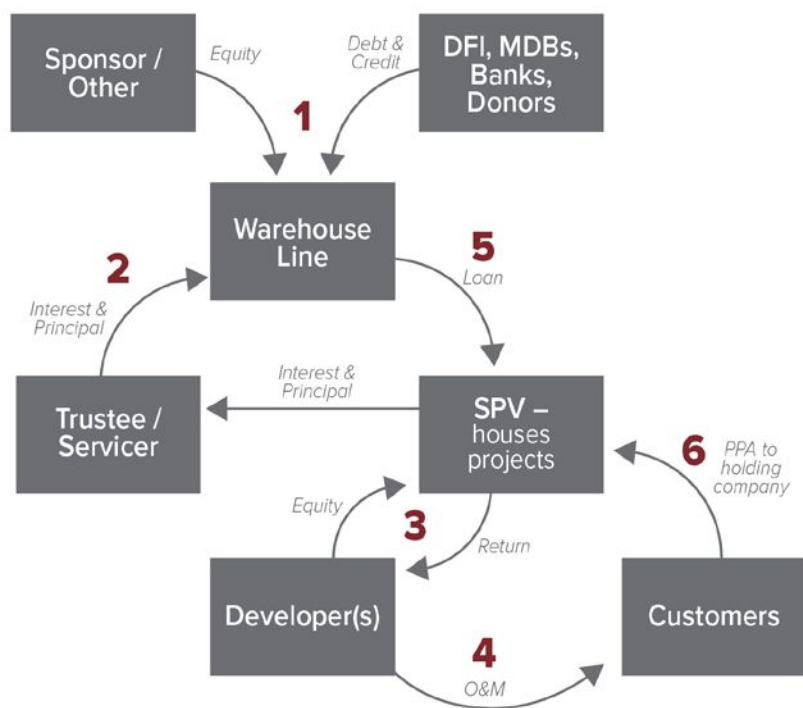 Sponsor /
Other
Equity
Debt &
Credit
DFI, MDBs,
Banks,
Donors
1
Warehouse
Line
2
Interest &
Principal
5
Loan
Trustee /
Servicer
Interest &
Principal
SPV –
houses
projects
6
PPA to
holding
company
Equity
3
Return
Developer(s)
4
O&M
Customers